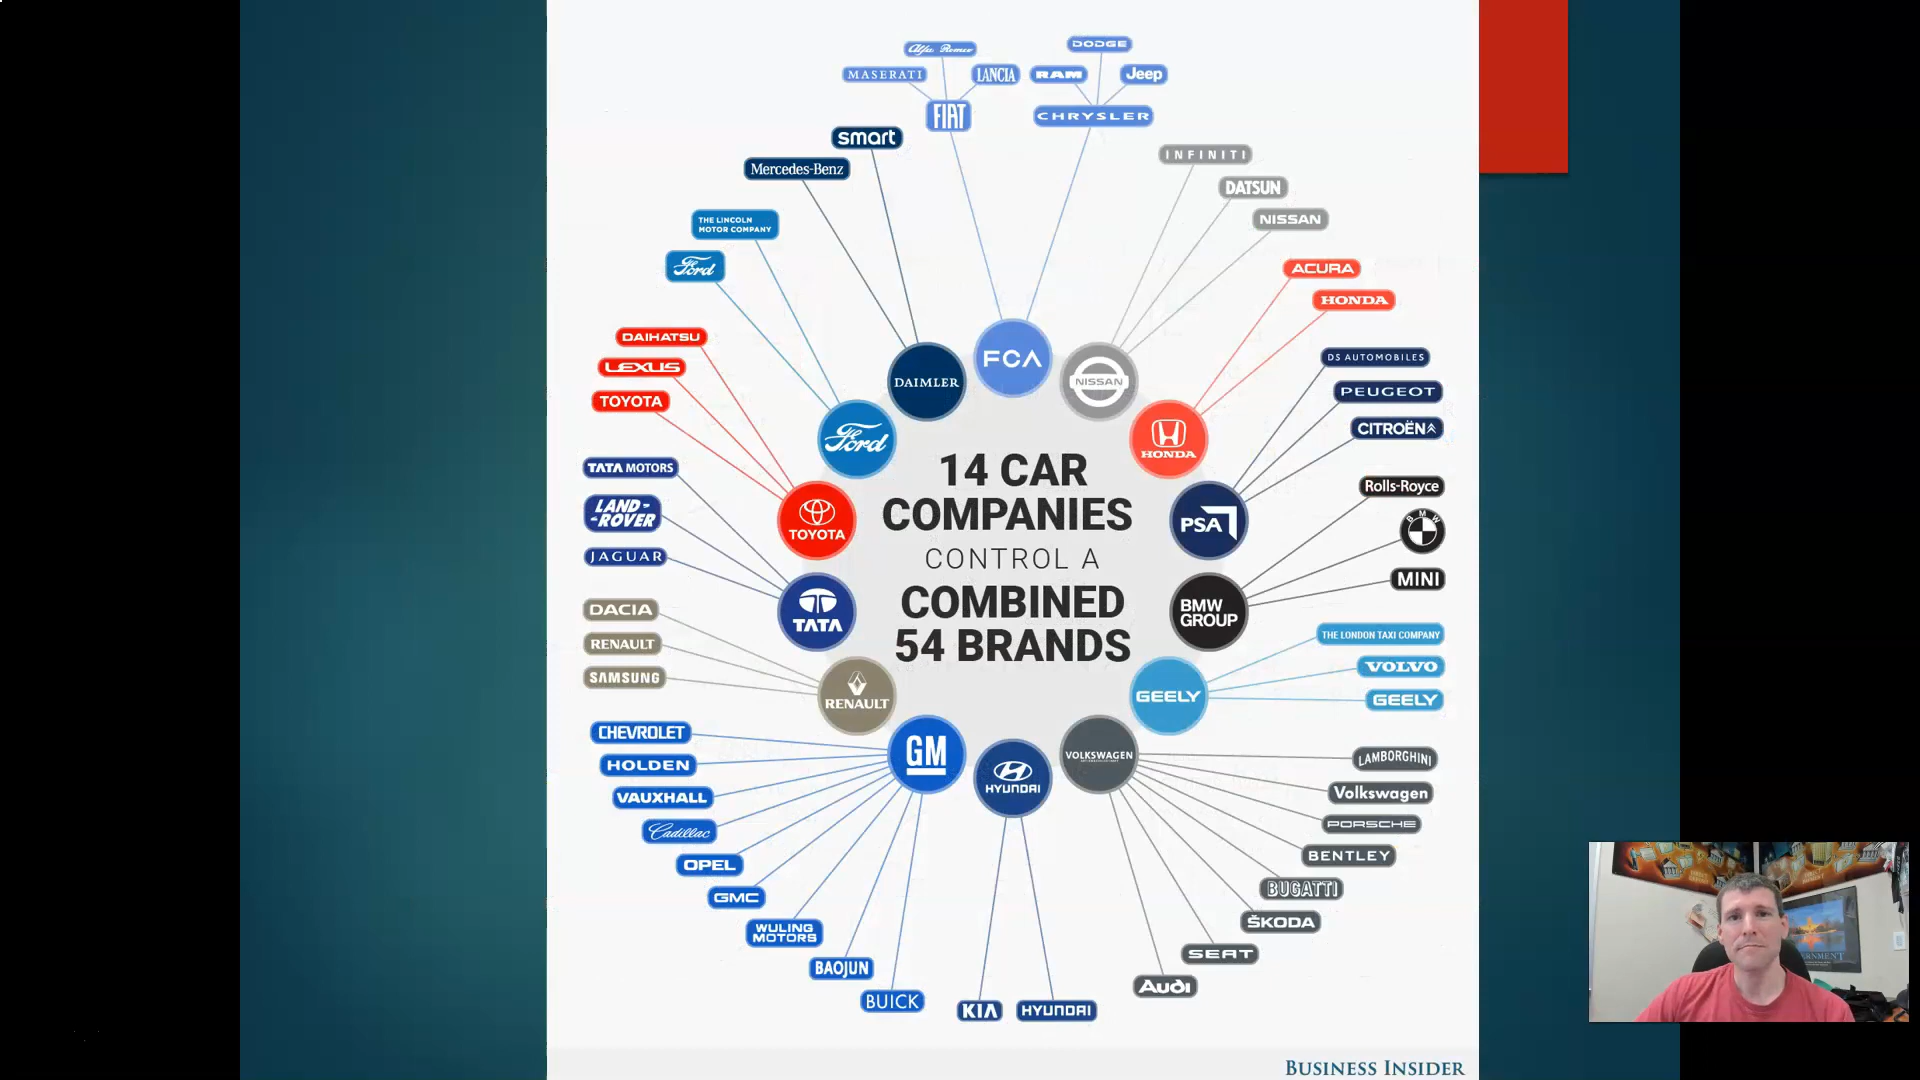 Alfa Romeo
MASERATI
LANCIA
FIAT
DODGE
RAM
Jeep
CHRYSLER
smart
Mercedes-Benz
THE LINCOLN
MOTOR COMPANY
Ford
INFINITI
DATSUN
NISSAN
ACURA
HONDA
DAIHATSU
LEXUS
TOYOTA
DS AUTOMOBILES
PEUGEOT
CITROËN
TATA MOTORS
LAND-
-ROVER
JAGUAR
Rolls-Royce
BMW
MINI
DACIA
RENAULT
SAMSUNG
THE LONDON TAXI COMPANY
VOLVO
GEELY
CHEVROLET
HOLDEN
VAUXHALL
Cadillac
OPEL
GMC
WULING
MOTORS
BAOJUN
BUICK
KIA
HYUNDAI
LAMBORGHINI
Volkswagen
PORSCHE
BENTLEY
BUGATTI
ŠKODA
SEAT
Audi
FCA
DAIMLER
NISSAN
Ford
HONDA
TOYOTA
PSA
TATA
BMW
GROUP
RENAULT
GEELY
GM
HYUNDAI
VOLKSWAGEN
14 CAR
COMPANIES
CONTROL A
COMBINED
54 BRANDS
BUSINESS INSIDER